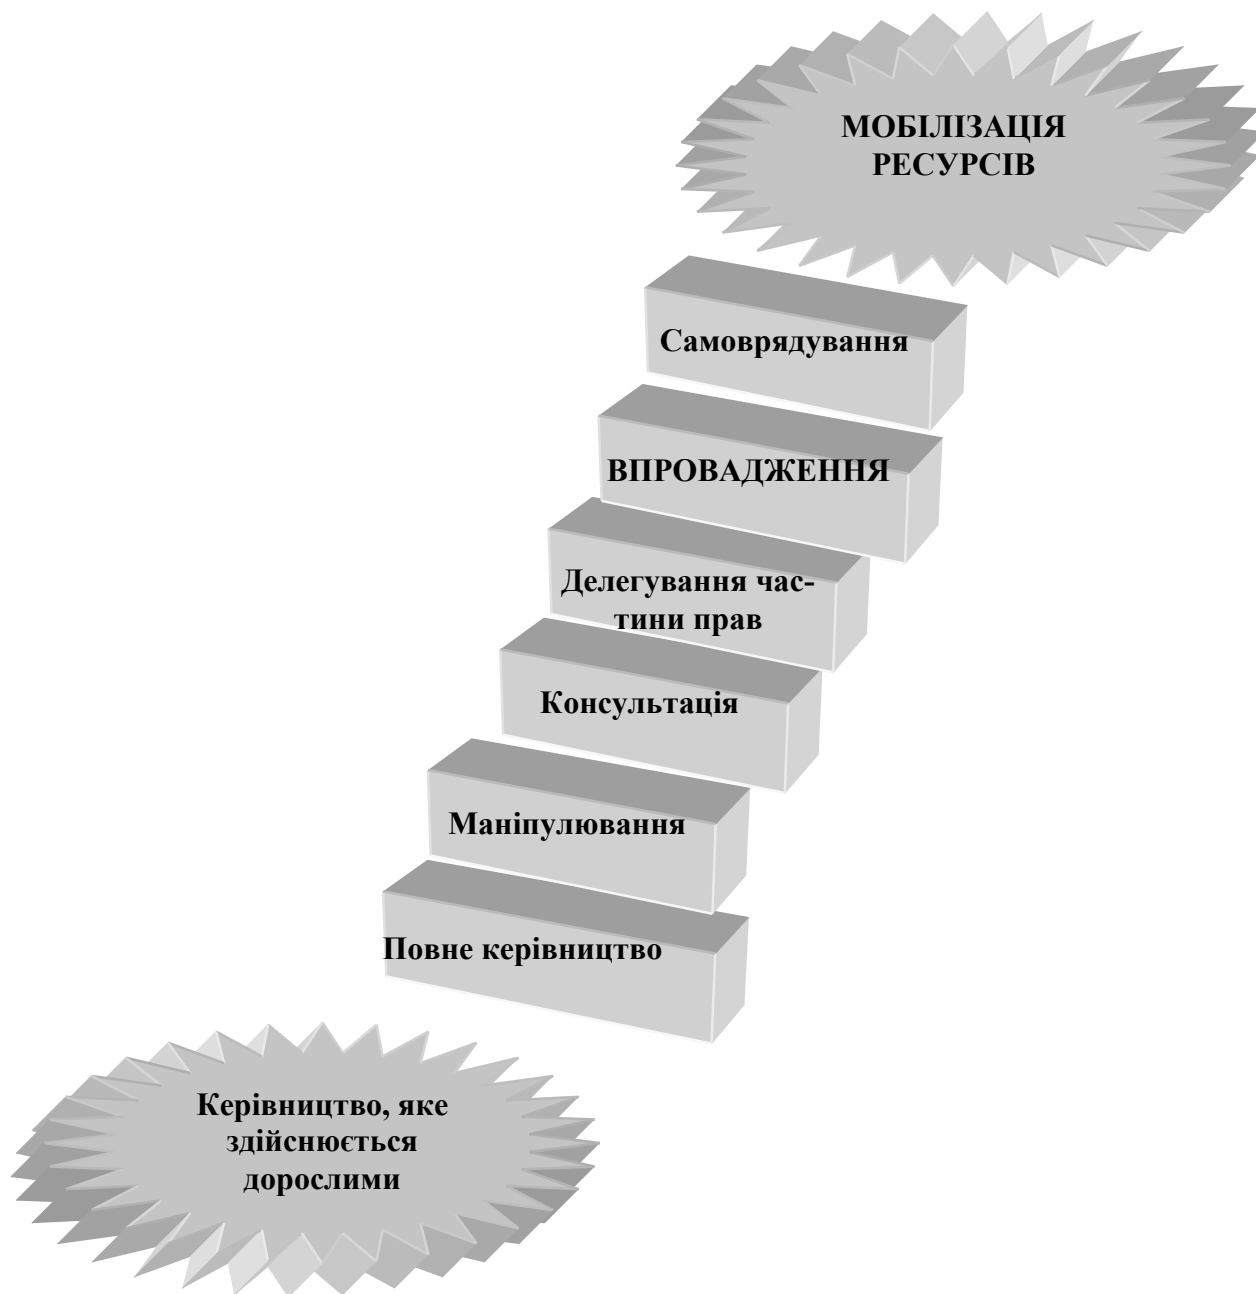 МОБІЛІЗАЦІЯ
РЕСУРСІВ
Самоврядування
ВПРОВАДЖЕННЯ
Делегування час-
тини прав
Консультація
Маніпулювання
Повне керівництво
Керівництво, яке
здійснюється
дорослими